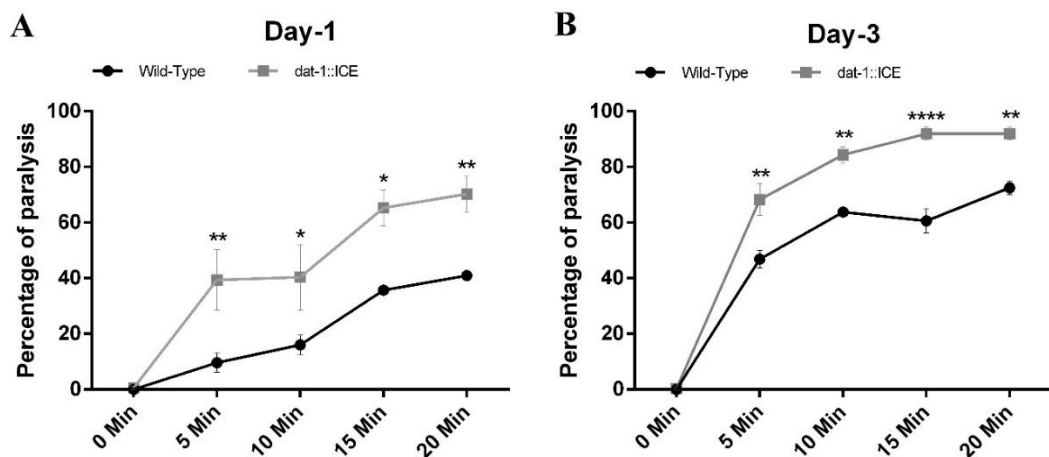 A
Day-1
Wild-Type dat-1::ICE
Percentage of paralysis
100
80
60
40
20
0
** * * **
0 Min 5 Min 10 Min 15 Min 20 Min
B
Day-3
Wild-Type dat-1::ICE
Percentage of paralysis
100
80
60
40
20
0
** ** **** **
0 Min 5 Min 10 Min 15 Min 20 Min